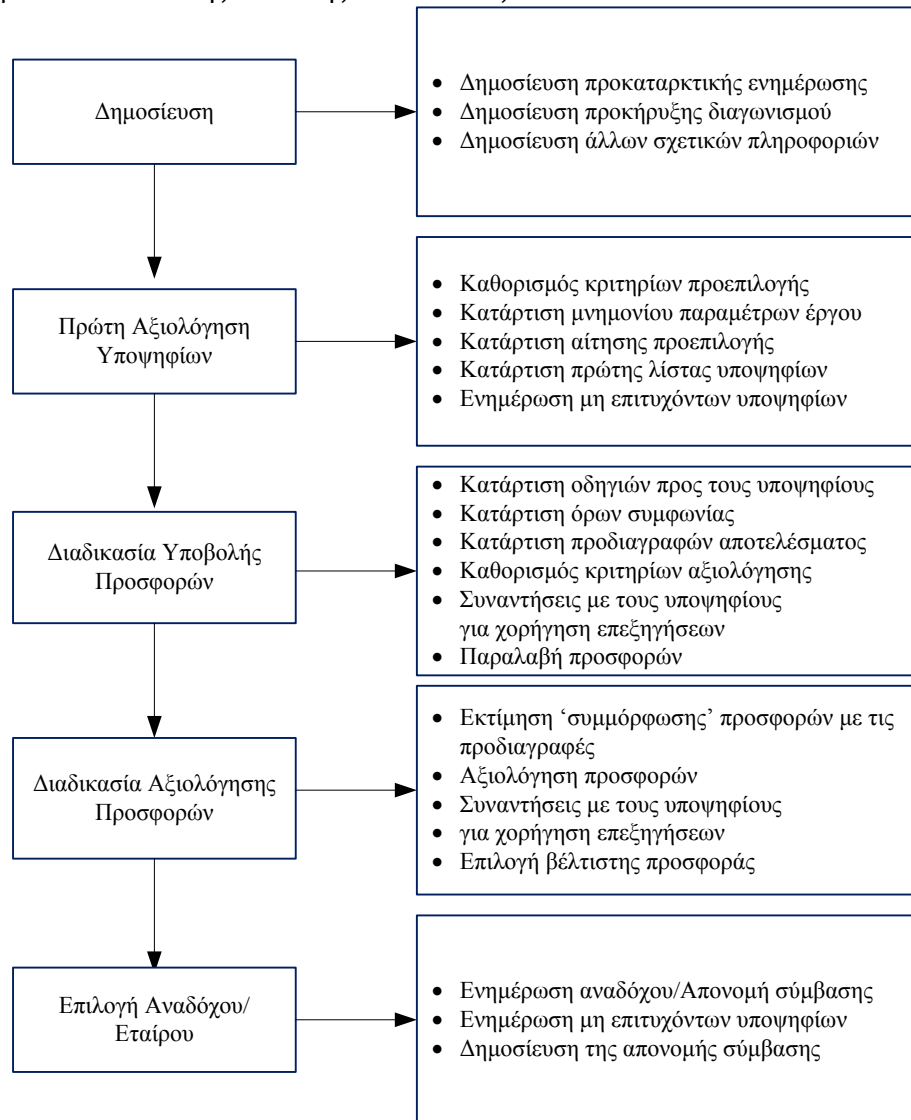 Δημοσίευση
• Δημοσίευση προκαταρκτικής ενημέρωσης
• Δημοσίευση προκήρυξης διαγωνισμού
• Δημοσίευση άλλων σχετικών πληροφοριών
Πρώτη Αξιολόγηση
Υποψηφίων
• Καθορισμός κριτηρίων προεπιλογής
• Κατάρτιση μνημονίου παραμέτρων έργου
• Κατάρτιση αίτησης προεπιλογής
• Κατάρτιση πρώτης λίστας υποψηφίων
• Ενημέρωση μη επιτυχόντων υποψηφίων
Διαδικασία Υποβολής
Προσφορών
• Κατάρτιση οδηγιών προς τους υποψηφίους
• Κατάρτιση όρων συμφωνίας
• Κατάρτιση προδιαγραφών αποτελέσματος
• Καθορισμός κριτηρίων αξιολόγησης
• Συναντήσεις με τους υποψηφίους
για χορήγηση επεξηγήσεων
• Παραλαβή προσφορών
Διαδικασία Αξιολόγησης
Προσφορών
• Εκτίμηση ‘συμμόρφωσης’ προσφορών με τις
προδιαγραφές
• Αξιολόγηση προσφορών
• Συναντήσεις με τους υποψηφίους
• για χορήγηση επεξηγήσεων
• Επιλογή βέλτιστης προσφοράς
Επιλογή Αναδόχου/
Εταίρου
• Ενημέρωση αναδόχου/Απονομή σύμβασης
• Ενημέρωση μη επιτυχόντων υποψηφίων
• Δημοσίευση της απονομής σύμβασης